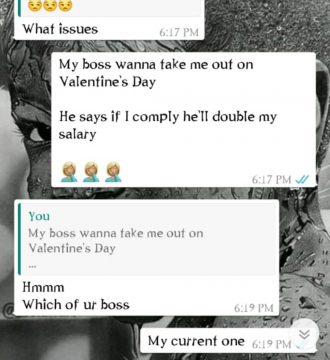 😒😒😒
What issues
6:17 PM
My boss wanna take me out on
Valentine's Day
He says if I comply he'll double my
salary
🤦🏼‍♀️🤦🏼‍♀️🤦🏼‍♀️
6:17 PM
You
My boss wanna take me out on
Valentine's Day
...
Hmmm
Which of ur boss
6:19 PM
My current one 6:19 PM